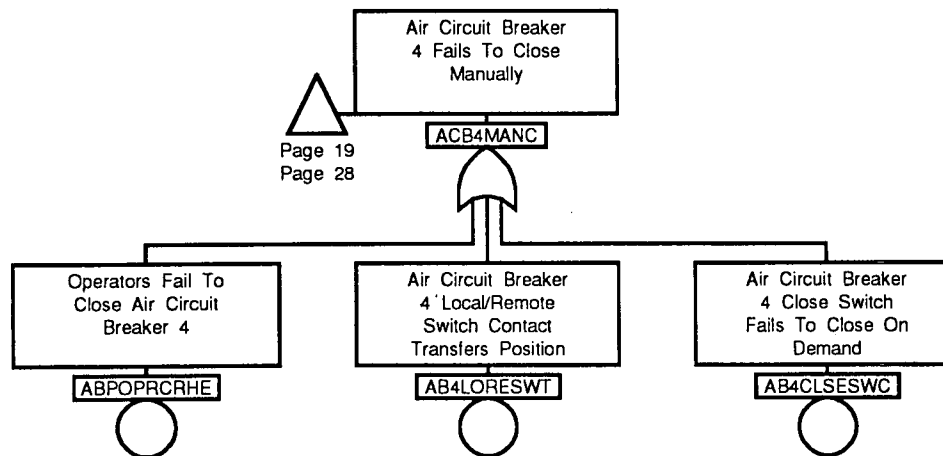 Air Circuit Breaker
4 Fails To Close
Manually
ACB4MANC
Page 19
Page 28
Operators Fail To
Close Air Circuit
Breaker 4
ABPOPRCRHE
Air Circuit Breaker
4 Local/Remote
Switch Contact
Transfers Position
AB4LORESWT
Air Circuit Breaker
4 Close Switch
Fails To Close On
Demand
AB4CLSESWC